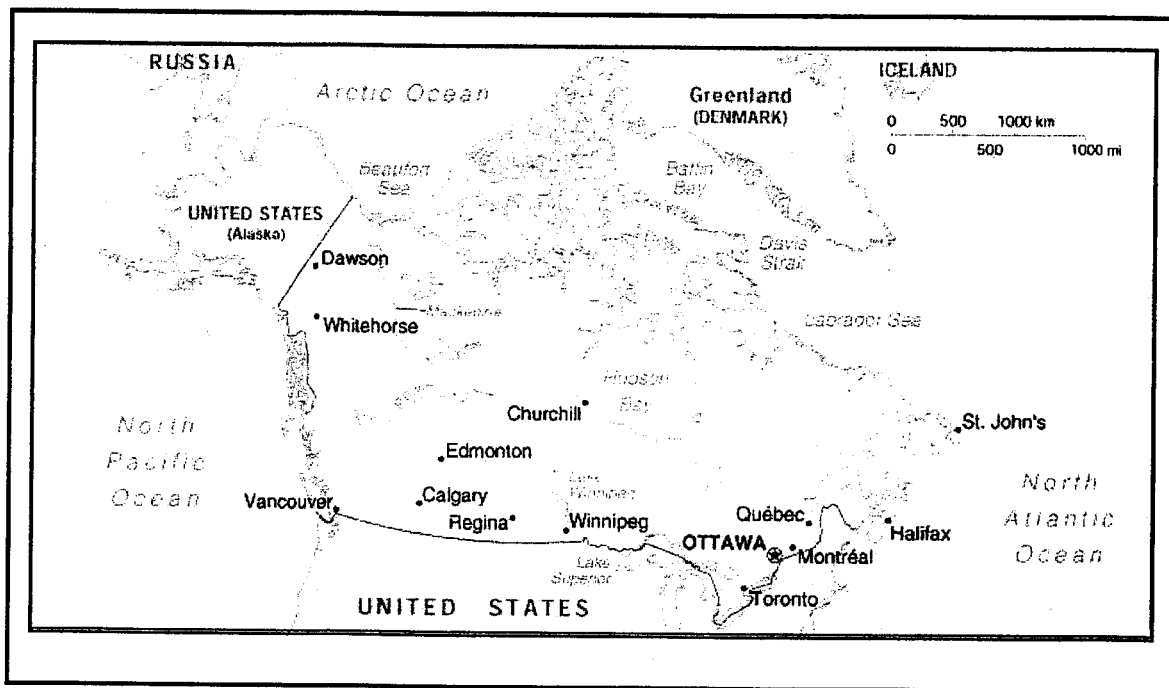 RUSSIA
Arctic Ocean
ICELAND
Greenland
(DENMARK)
0 500 1000 km
0 500 1000 mi
Beaufort
Sea
Baffin
Bay
UNITED STATES
(Alaska)
Davis
Strait
Dawson
Mackenzie
Labrador Sea
Whitehorse
Hudson
Bay
Churchill
St. John's
North
Pacific
Ocean
Edmonton
Lake
Winnipeg
North
Atlantic
Ocean
Vancouver
Calgary
Regina
Winnipeg
Québec
Halifax
OTTAWA
Montréal
Lake
Superior
Toronto
UNITED STATES